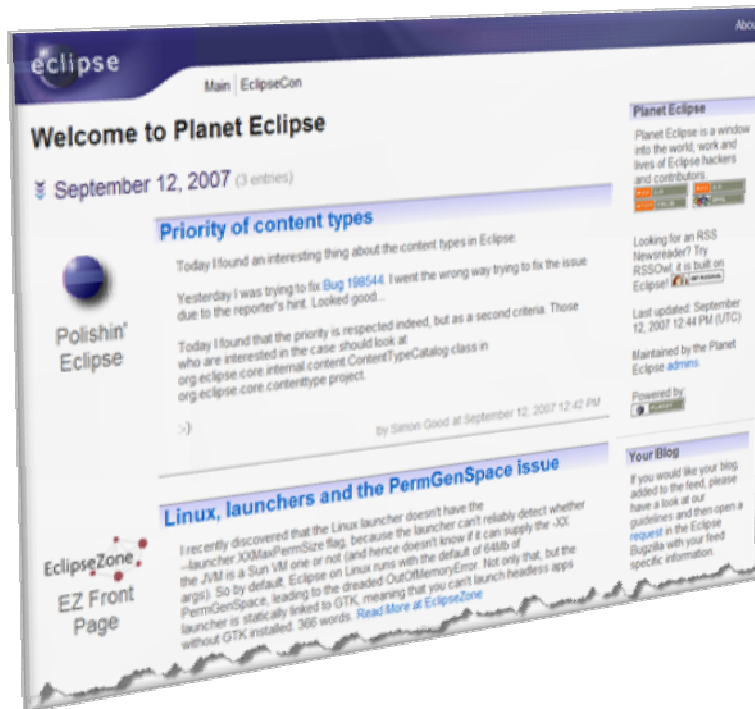 eclipse
Abou
Main EclipseCon
Welcome to Planet Eclipse
September 12, 2007 (3 entries)
Polishin'
Eclipse
Priority of content types
Today I found an interesting thing about the content types in Eclipse:
Yesterday I was trying to fix Bug 198544. I went the wrong way trying to fix the issue
due to the reporter's hint. Looked good...
Today I found that the priority is respected indeed, but as a second criteria. Those
who are interested in the case should look at
org.eclipse.core.internal.content.ContentTypeCatalog class in
org.eclipse.core.contenttype project.
:-)
by Simon Good at September 12, 2007 12:42 PM
EclipseZone
EZ Front
Page
Linux, launchers and the PermGenSpace issue
I recently discovered that the Linux launcher doesn't have the
--launcher.XXMaxPermSize flag, because the launcher can't reliably detect whether
the JVM is a Sun VM one or not (and hence doesn't know if it can supply the -XX
args). So by default, Eclipse on Linux runs with the default of 64Mb of
PermGenSpace, leading to the dreaded OutOfMemoryError. Not only that, but the
launcher is statically linked to GTK, meaning that you can't launch headless apps
without GTK installed. 366 words. Read More at EclipseZone
Planet Eclipse
Planet Eclipse is a window
into the world, work and
lives of Eclipse hackers
and contributors.
Looking for an RSS
Newsreader? Try
RSSOwl, it is built on
Eclipse!
Last updated: September
12, 2007 12:44 PM (UTC)
Maintained by the Planet
Eclipse admins.
Powered by:
Your Blog
If you would like your blog
added to the feed, please
have a look at our
guidelines and then open a
request in the Eclipse
Bugzilla with your feed
specific information.